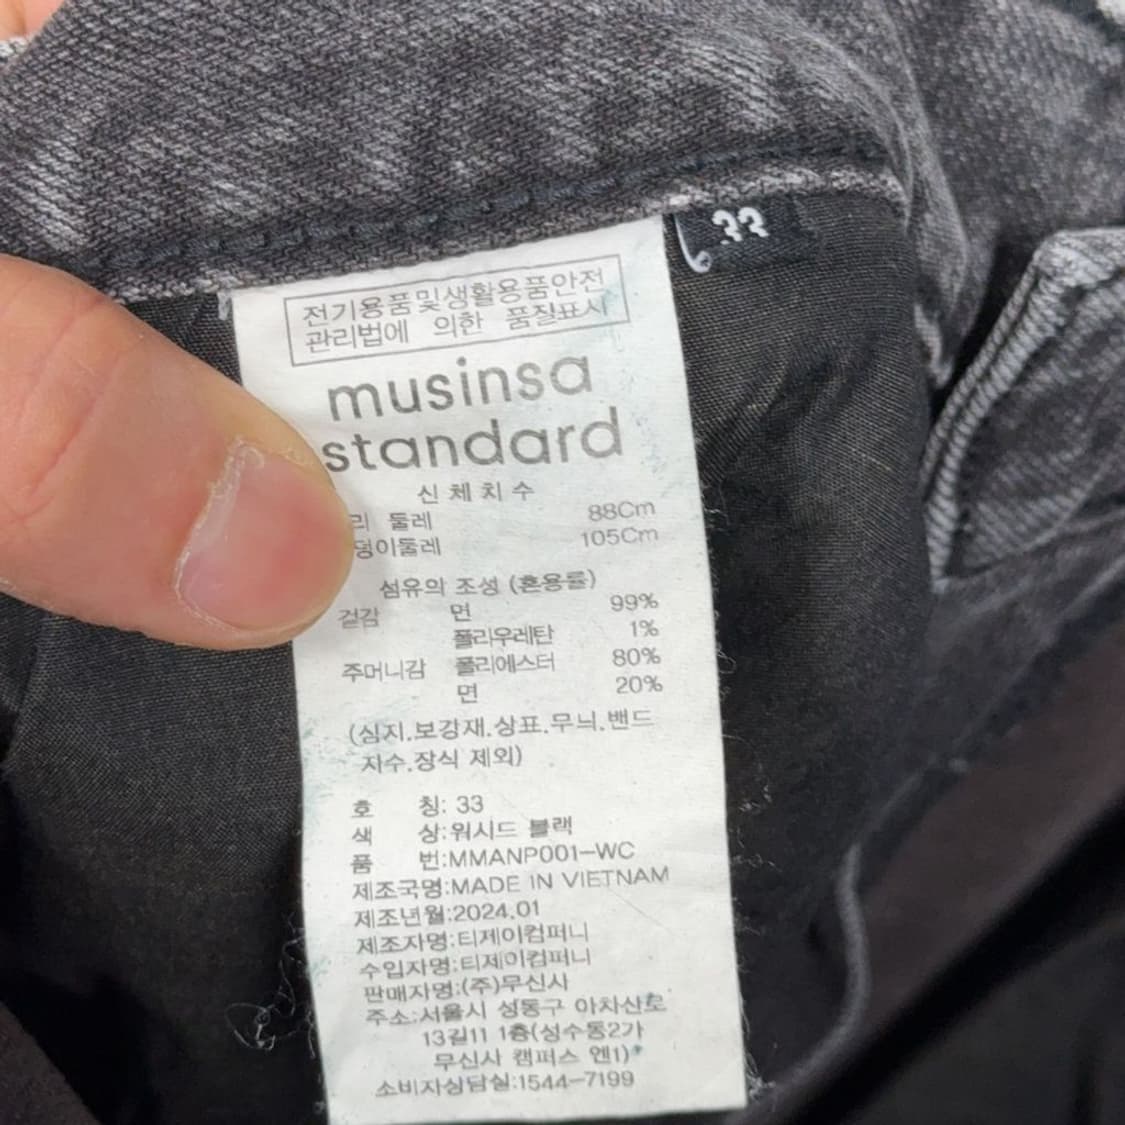 33
전기용품및생활용품안전
관리법에 의한 품질표시
musinsa
standard
신체치수
리 둘레 88Cm
덩이둘레 105Cm
섬유의 조성 (혼용률)
겉감 면 99%
폴리우레탄 1%
주머니감 폴리에스터 80%
면 20%
(심지.보강재.상표.무늬.밴드
자수.장식 제외)
호 칭: 33
색 상:워시드 블랙
품 번:MMANP001-WC
제조국명:MADE IN VIETNAM
제조년월:2024.01
제조자명:티제이컴퍼니
수입자명:티제이컴퍼니
판매자명:(주)무신사
주소:서울시 성동구 아차산로
13길11 1층(성수동2가
무신사 캠퍼스 엔1)
소비자상담실:1544-7199